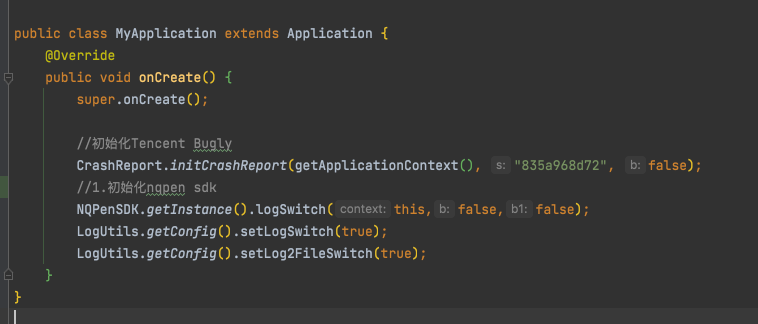 public class MyApplication extends Application {
@Override
public void onCreate() {
super.onCreate();
//初始化Tencent Bugly
CrashReport.initCrashReport(getApplicationContext(), s: "835a968d72", b: false);
//1.初始化nqpen sdk
NQPenSDK.getInstance().logSwitch( context: this, b: false, b1: false);
LogUtils.getConfig().setLogSwitch(true);
LogUtils.getConfig().setLog2FileSwitch(true);
}
}